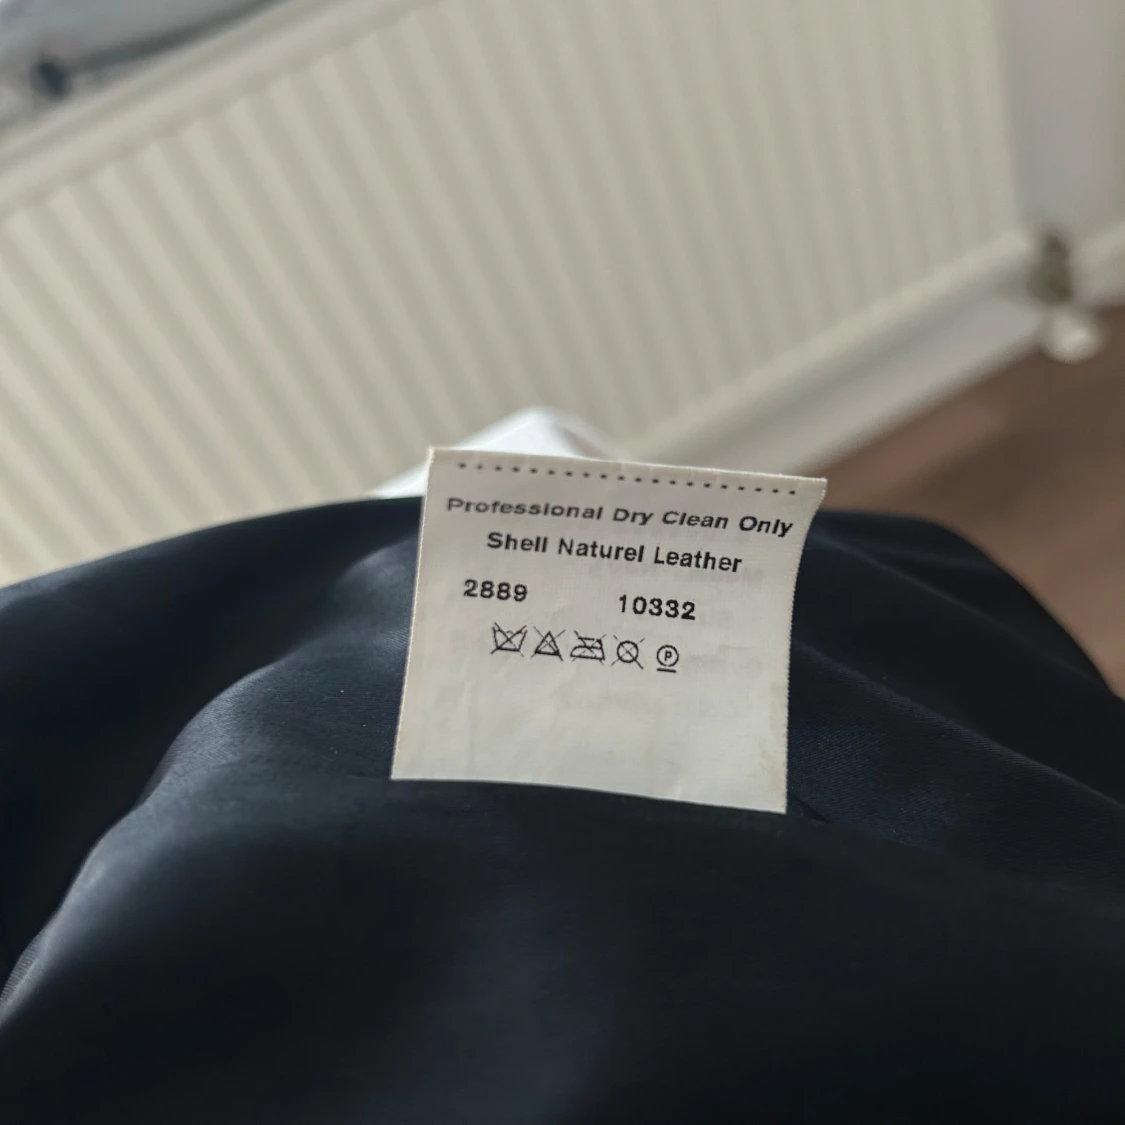 Professional Dry Clean Only
Shell Naturel Leather
2889 10332
P